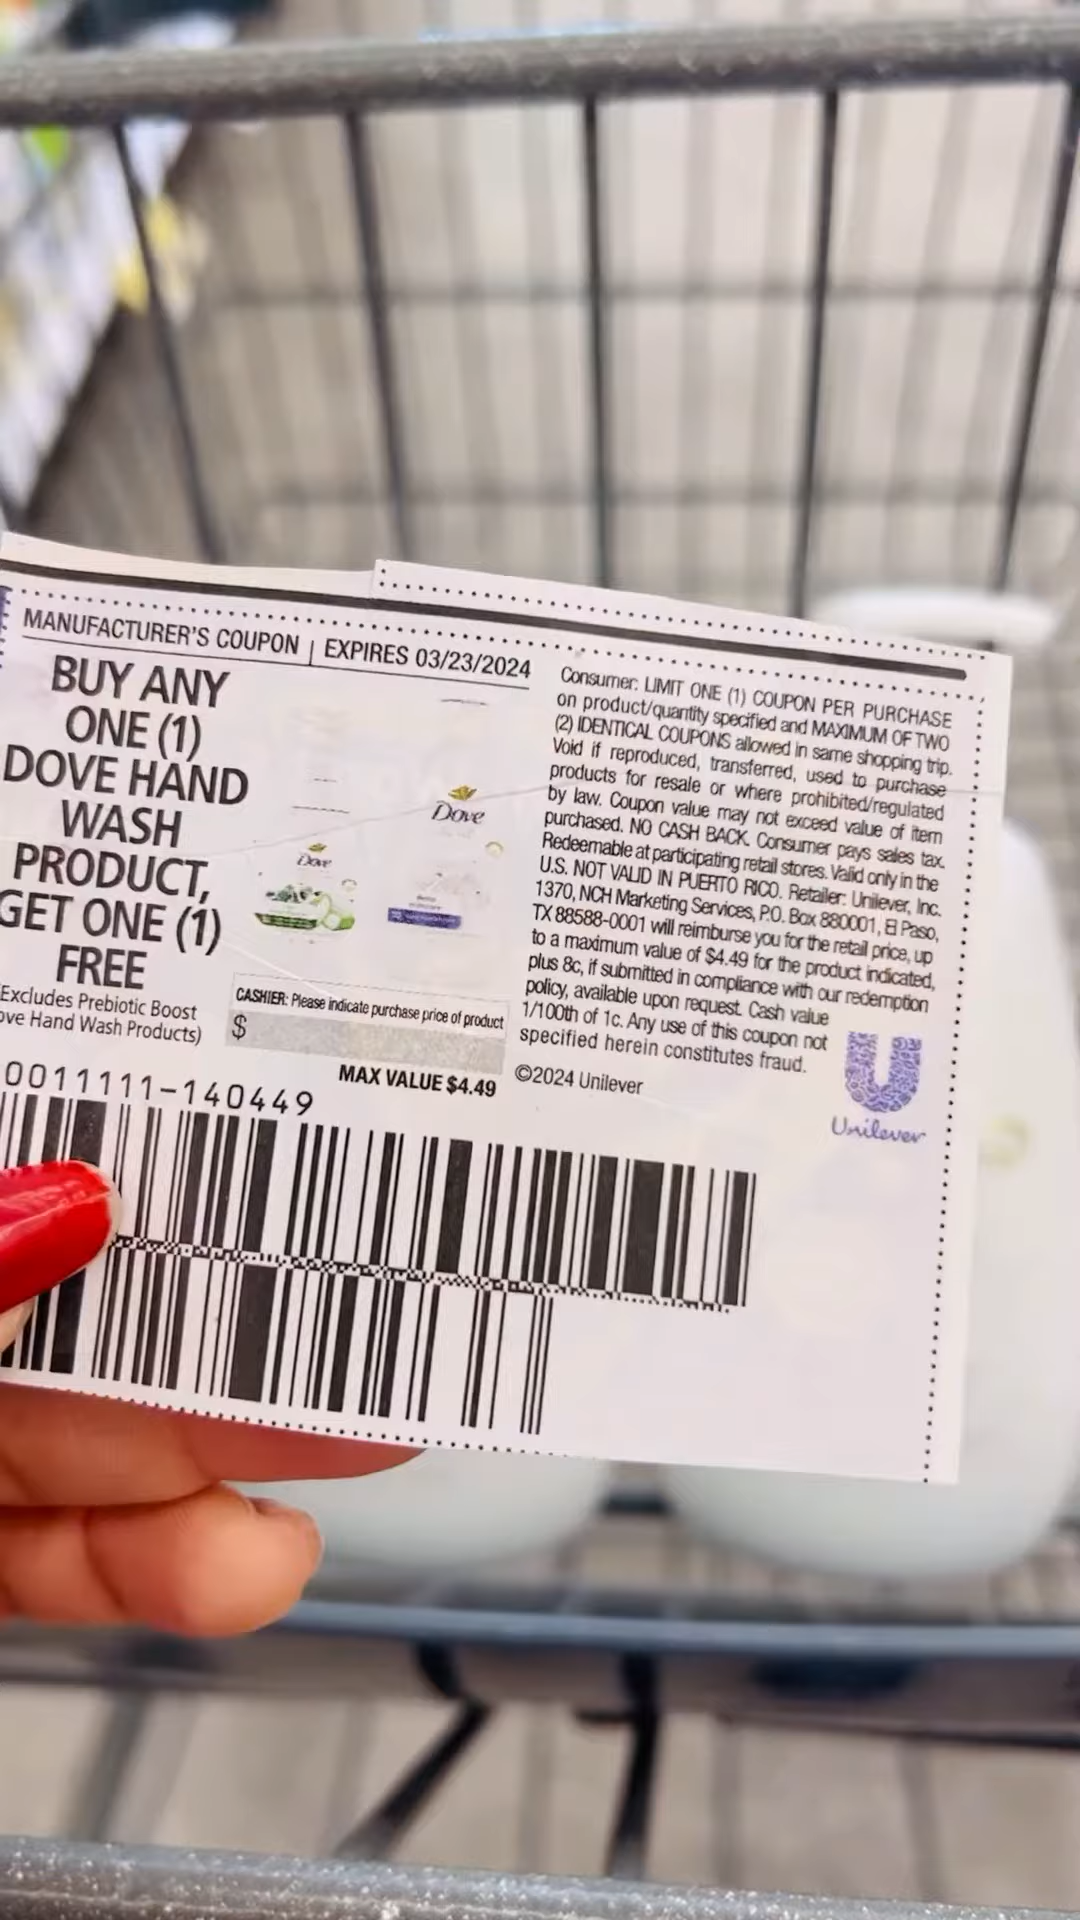 MANUFACTURER'S COUPON | EXPIRES 03/23/2024
BUY ANY
ONE (1)
DOVE HAND
WASH
PRODUCT,
GET ONE (1)
FREE
Excludes Prebiotic Boost
ove Hand Wash Products)
Dove
Dove
CASHIER: Please indicate purchase price of product
$
MAX VALUE $4.49
Consumer: LIMIT ONE (1) COUPON PER PURCHASE
on product/quantity specified and MAXIMUM OF TWO
(2) IDENTICAL COUPONS allowed in same shopping trip.
Void if reproduced, transferred, used to purchase
products for resale or where prohibited/regulated
by law. Coupon value may not exceed value of item
purchased. NO CASH BACK. Consumer pays sales tax.
Redeemable at participating retail stores. Valid only in the
U.S. NOT VALID IN PUERTO RICO. Retailer: Unilever, Inc.
1370, NCH Marketing Services, P.O. Box 880001, El Paso,
TX 88588-0001 will reimburse you for the retail price, up
to a maximum value of $4.49 for the product indicated,
plus 8c, if submitted in compliance with our redemption
policy, available upon request. Cash value
1/100th of 1c. Any use of this coupon not
specified herein constitutes fraud.
©2024 Unilever
Unilever
0011111-140449